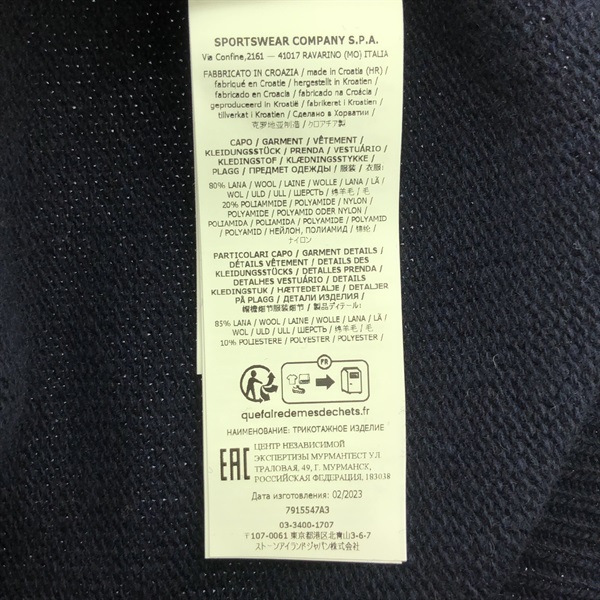 SPORTSWEAR COMPANY S.P.A.
Via Confine,2161 — 41017 RAVARINO (MO) ITALIA
FABBRICATO IN CROAZIA / made in Croatia (HR) /
fabriqué en Croatie / hergestellt in Kroatien /
fabricado en Croacia / fabricado na Croácia /
geproduceerd in Kroatië / fabrikeret i Kroatien /
tillverkat i Kroatien / Сделано в Хорватии /
克罗地亚制造 / クロアチア製
CAPO / GARMENT / VÊTEMENT /
KLEIDUNGSSTÜCK / PRENDA / VESTUÁRIO /
KLEDINGSTOF / KLÆDNINGSSTYKKE /
PLAGG / ПРЕДМЕТ ОДЕЖДЫ / 服装 / 衣服:
80% LANA / WOOL / LAINE / WOLLE / LANA / LÃ /
WOL / ULD / ULL / ШЕРСТЬ / 绵羊毛 / 毛
20% POLIAMMIDE / POLYAMIDE / NYLON /
POLYAMIDE / POLYAMID ODER NYLON /
POLIAMIDA / POLIAMIDA / POLYAMIDE / POLYAMID
/ POLYAMID / НЕЙЛОН, ПОЛИАМИД / 锦纶 /
ナイロン
PARTICOLARI CAPO / GARMENT DETAILS /
DÉTAILS VÊTEMENT / DETAILS DES
KLEIDUNGSSTÜCKS / DETALLES PRENDA /
DETALHES VESTUÁRIO / DETAILS
KLEDINGSTUK / HÆTTEDETALJE / DETALJER
PÅ PLAGG / ДЕТАЛИ ИЗДЕЛИЯ /
细节服装细节 / 製品ディテール:
85% LANA / WOOL / LAINE / WOLLE / LANA / LÃ /
WOL / ULD / ULL / ШЕРСТЬ / 绵羊毛 / 毛
10% POLIESTERE / POLYESTER / POLYESTER /
FR
quefairedemesdechets.fr
НАИМЕНОВАНИЕ: ТРИКОТАЖНОЕ ИЗДЕЛИЕ
EAC
ЦЕНТР НЕЗАВИСИМОЙ
ЭКСПЕРТИЗЫ МУРМАНТЕСТ УЛ
ТРАЛОВАЯ, 49, Г. МУРМАНСК,
РОССИЙСКАЯ ФЕДЕРАЦИЯ, 183038
Дата изготовления: 02/2023
7915547A3
03-3400-1707
〒107-0061 東京都港区北青山3-6-7
ストーンアイランドジャパン株式会社